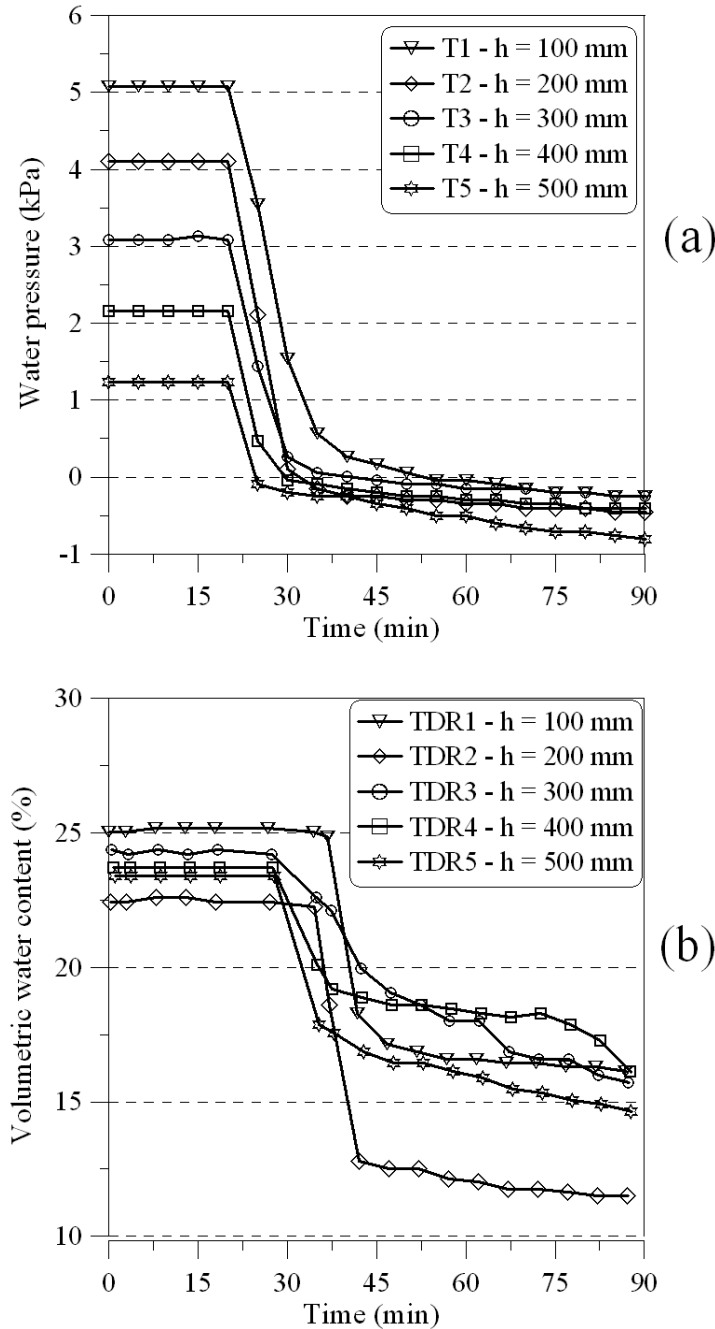 (a)
T1 - h = 100 mm
T2 - h = 200 mm
T3 - h = 300 mm
T4 - h = 400 mm
T5 - h = 500 mm
Water pressure (kPa)
5
4
3
2
1
0
-1
0 15 30 45 60 75 90
Time (min)
(b)
TDR1 - h = 100 mm
TDR2 - h = 200 mm
TDR3 - h = 300 mm
TDR4 - h = 400 mm
TDR5 - h = 500 mm
Volumetric water content (%)
30
25
20
15
10
0 15 30 45 60 75 90
Time (min)